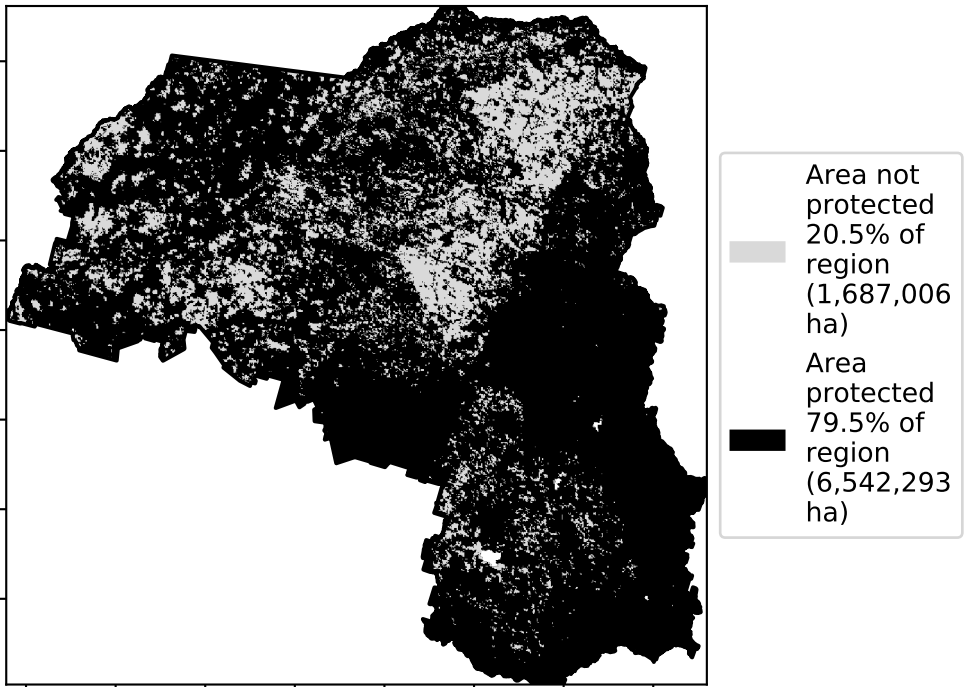 Area not
protected
20.5% of
region
(1,687,006
ha)
Area
protected
79.5% of
region
(6,542,293
ha)